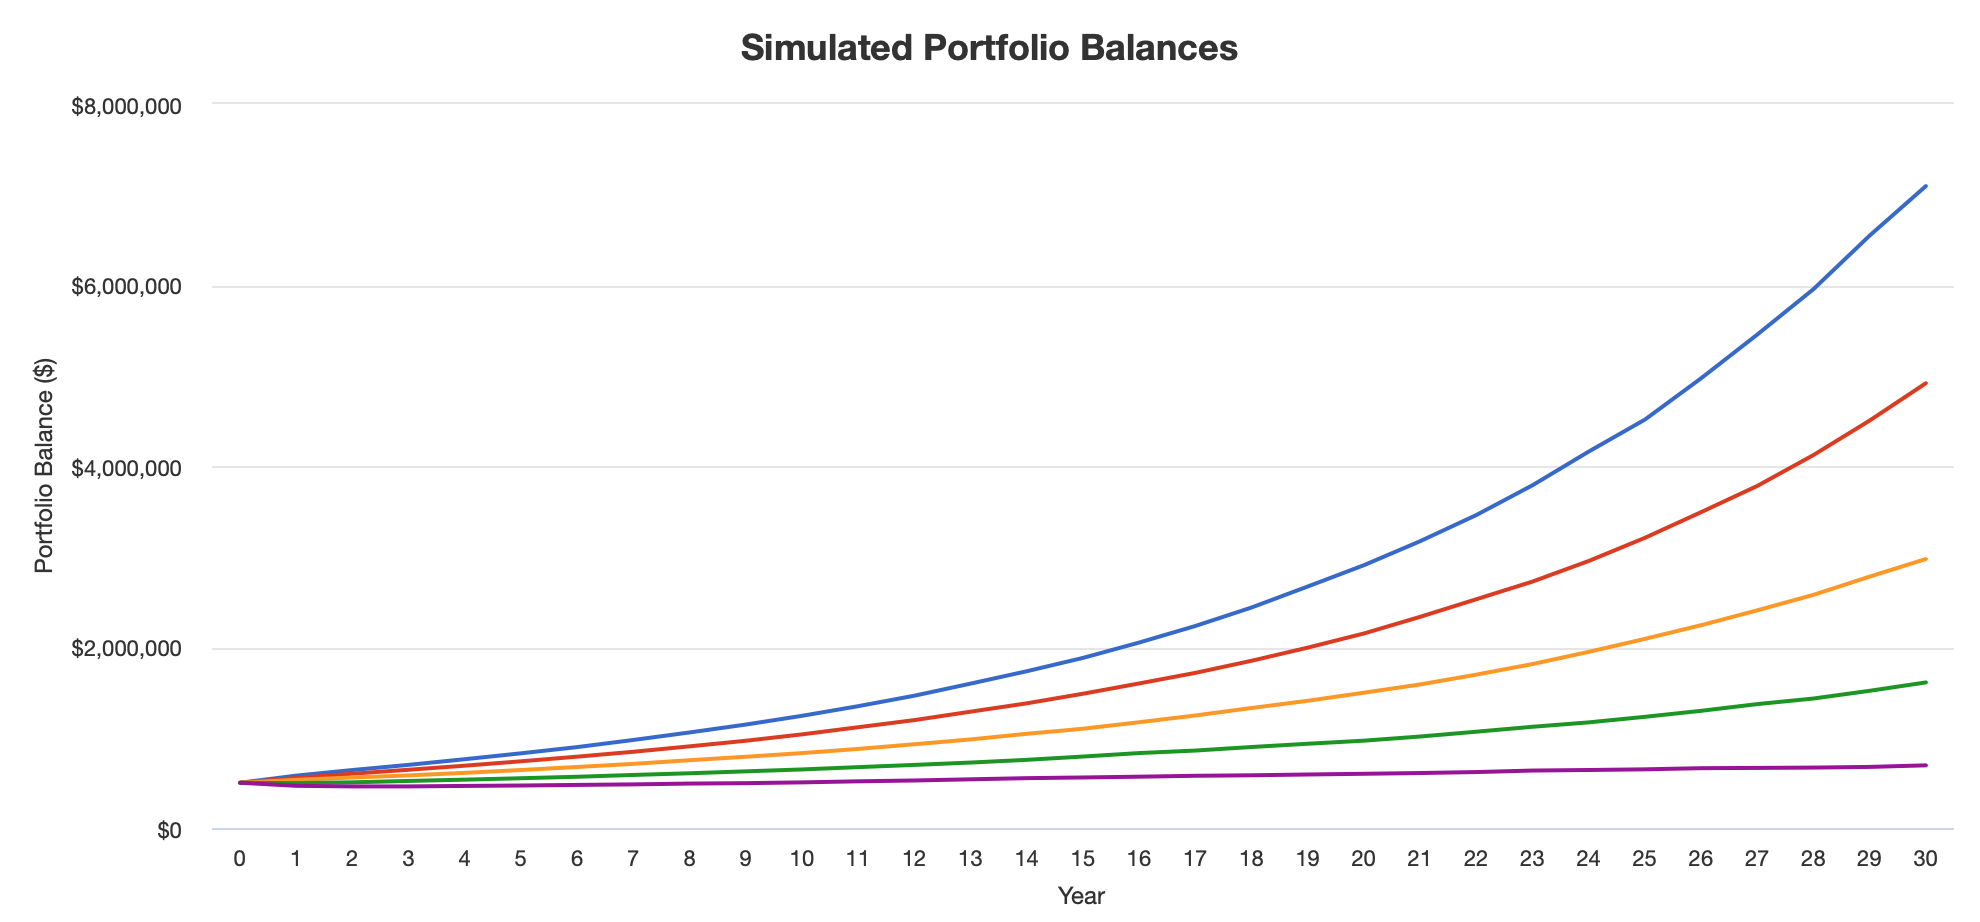 Simulated Portfolio Balances
$8,000,000
$6,000,000
$4,000,000
$2,000,000
$0
Portfolio Balance ($)
0 1 2 3 4 5 6 7 8 9 10 11 12 13 14 15 16 17 18 19 20 21 22 23 24 25 26 27 28 29 30
Year